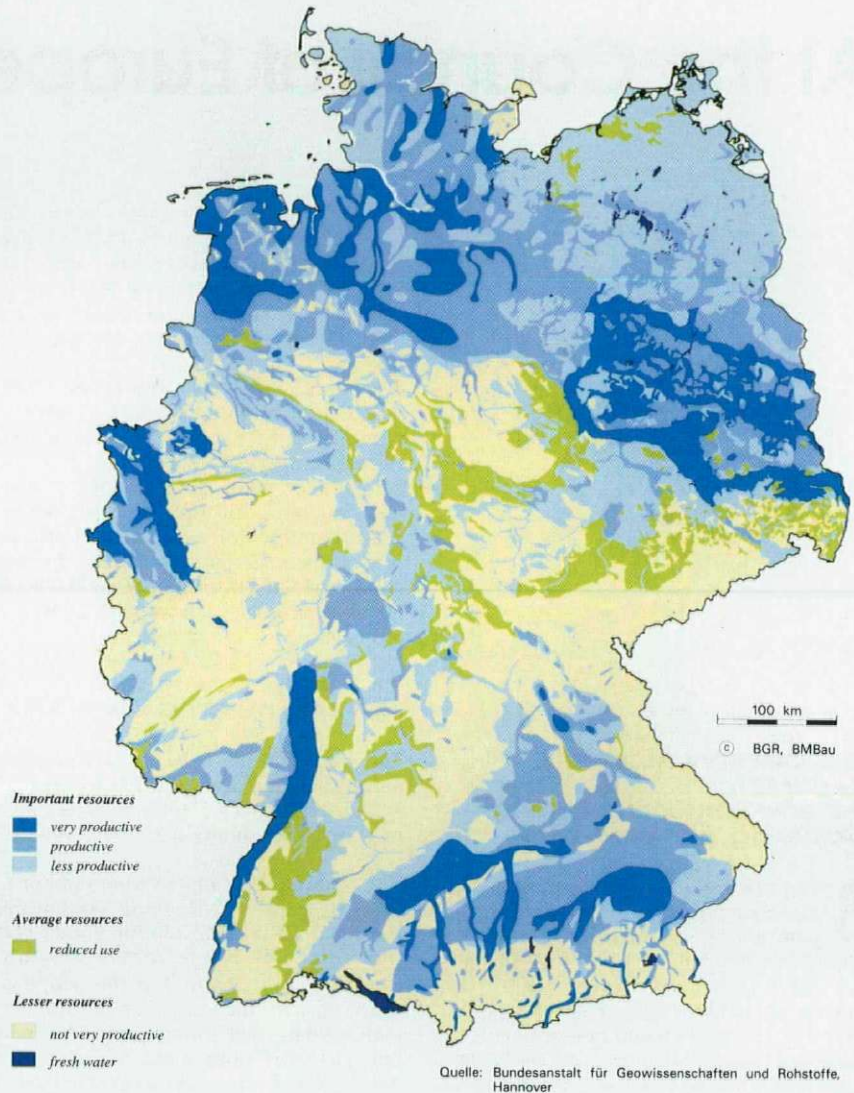 100 km
© BGR, BMBau
Important resources
very productive
productive
less productive
Average resources
reduced use
Lesser resources
not very productive
fresh water
Quelle: Bundesanstalt für Geowissenschaften und Rohstoffe,
Hannover